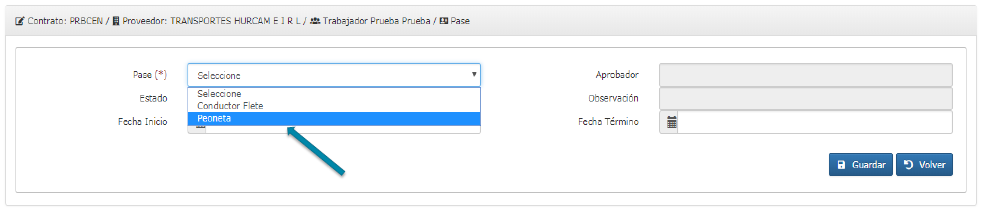 Contrato: PRBCEN / Proveedor: TRANSPORTES HURCAM E I R L / Trabajador Prueba Prueba / Pase
Pase (*) Seleccione Aprobador
Seleccione
Estado Observación
Conductor Flete
Peoneta
Fecha Inicio Fecha Término
Guardar Volver